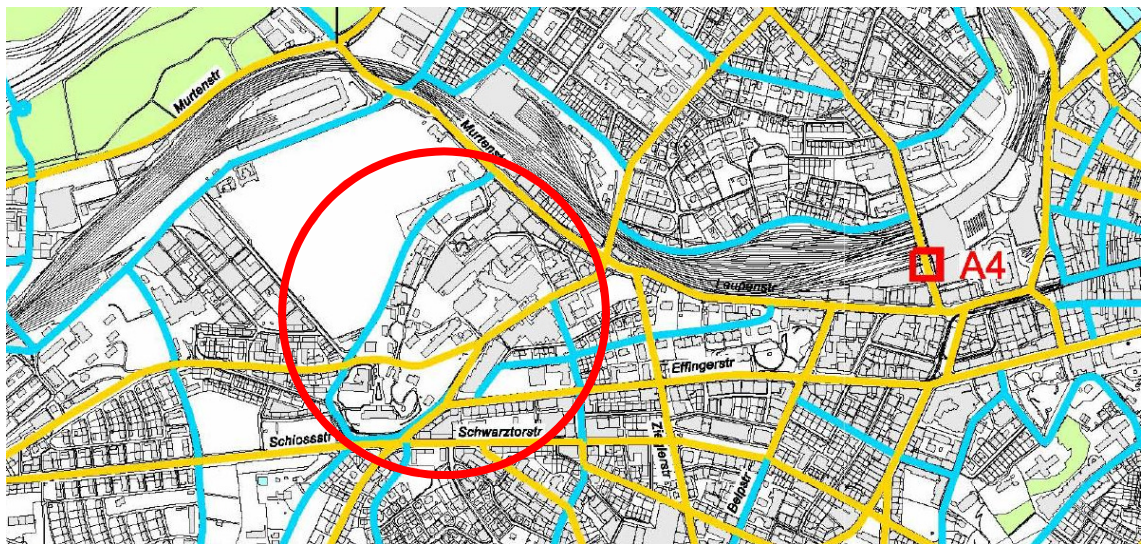 Murtenstr
Murtenstr
A4
Laupenstr
Effingerstr
Schlossstr
Schwarztorstr
Zieglerstr
Belpstr